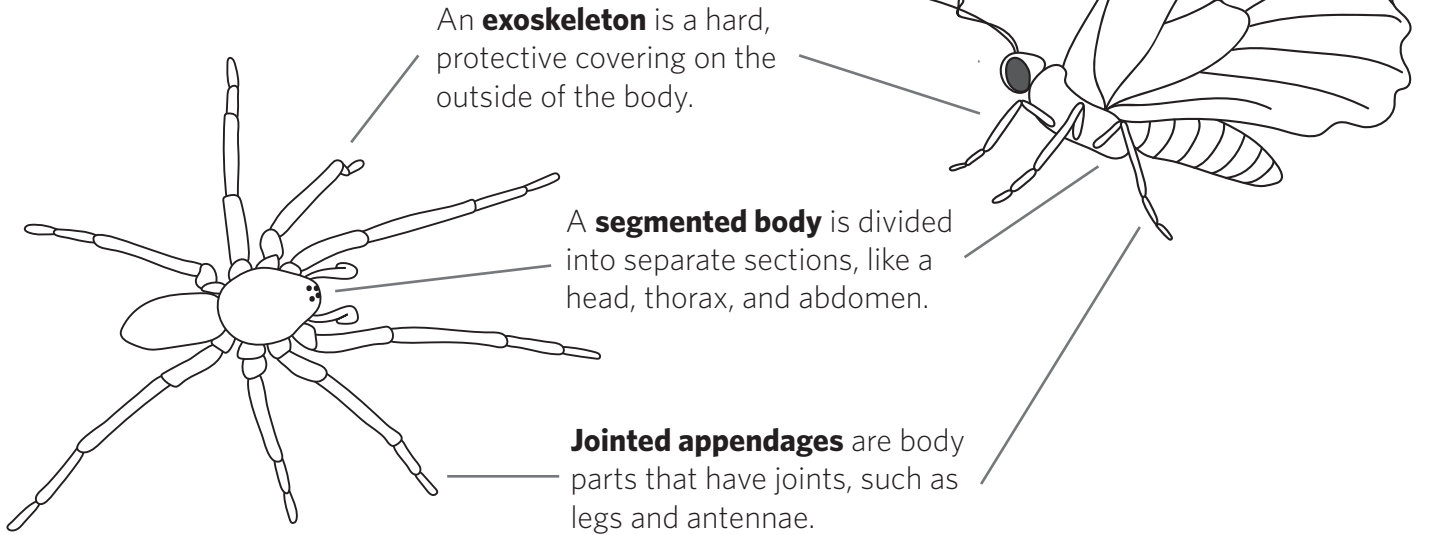 An exoskeleton is a hard,
protective covering on the
outside of the body.
A segmented body is divided
into separate sections, like a
head, thorax, and abdomen.
Jointed appendages are body
parts that have joints, such as
legs and antennae.